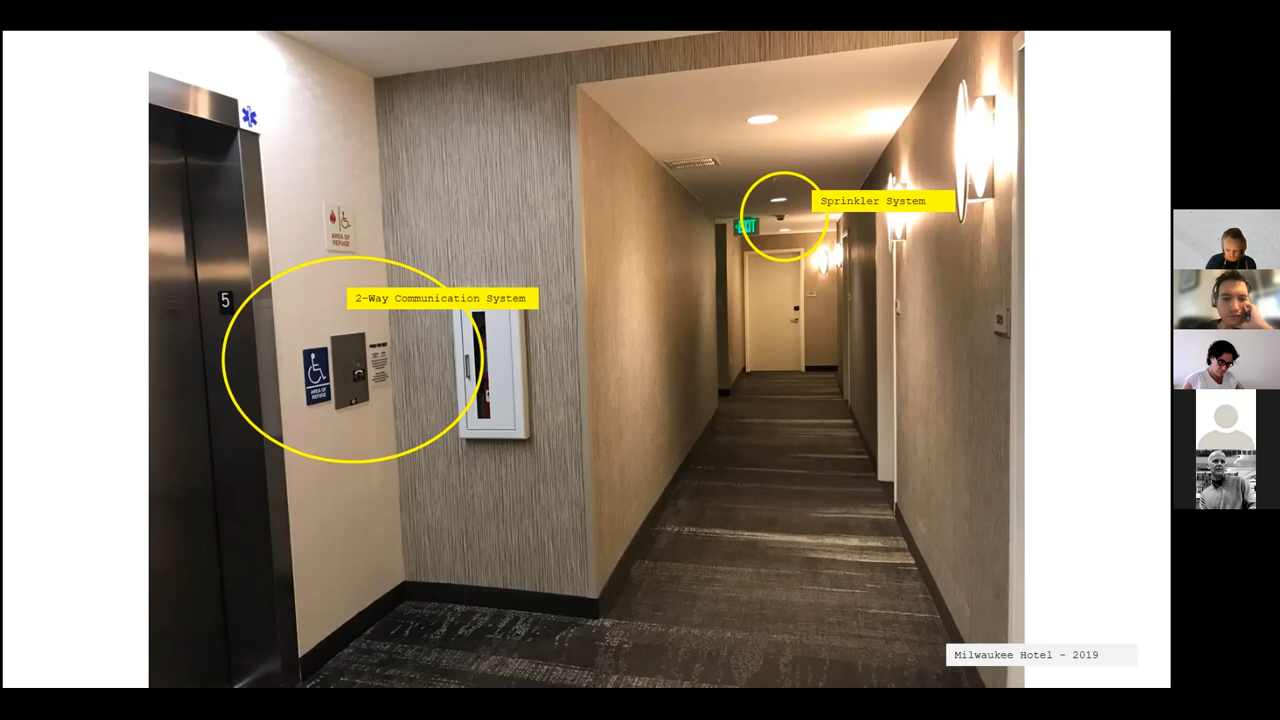 AREA OF
REFUGE
5
2-Way Communication System
AREA OF
REFUGE
EXIT
Sprinkler System
Milwaukee Hotel - 2019